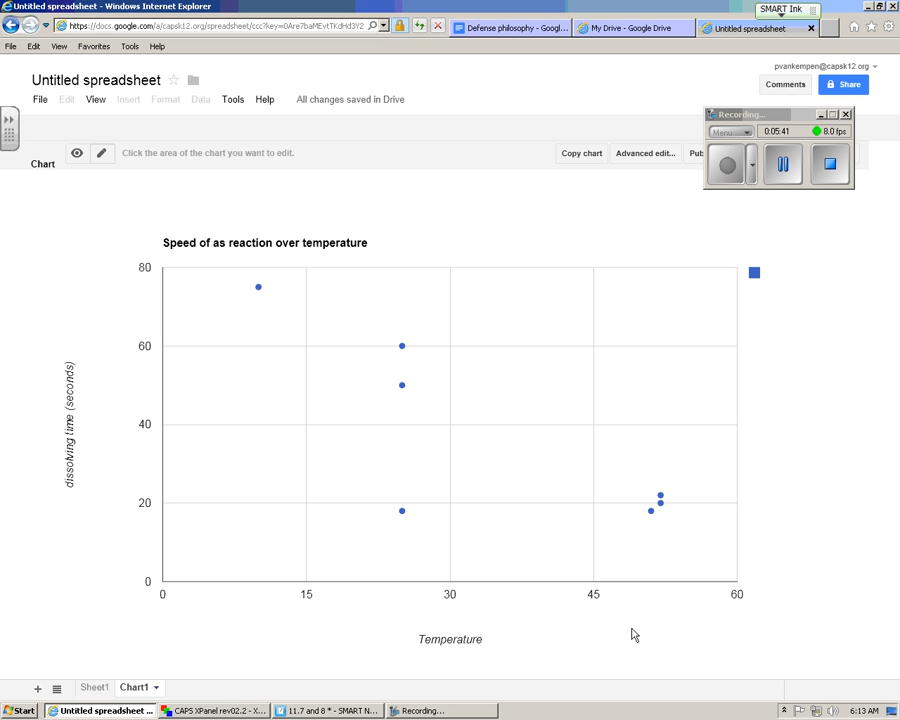 Untitled spreadsheet - Windows Internet Explorer
SMART Ink
https://docs.google.com/a/capsk12.org/spreadsheet/ccc?key=0Are7baMEvtTKdHd3Y2
Defense philosophy - Googl...
My Drive - Google Drive
Untitled spreadsheet
File Edit View Favorites Tools Help
pvankempen@capsk12.org
Untitled spreadsheet
Comments
Share
File Edit View Insert Format Data Tools Help All changes saved in Drive
Recording...
Menu 0:05:41 8.0 fps
Chart
Click the area of the chart you want to edit.
Copy chart
Advanced edit...
Pu
Speed of as reaction over temperature
80
60
40
20
0
dissolving time (seconds)
0 15 30 45 60
Temperature
Sheet1 Chart1
Start
Untitled spreadsheet ...
CAPS XPanel rev02.2 - X...
11.7 and 8 * - SMART N...
Recording...
6:13 AM